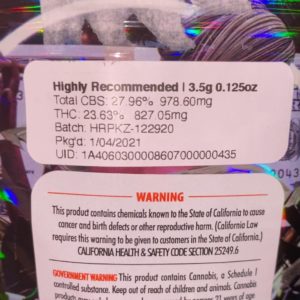 Highly Recommended | 3.5g 0.125oz
Total CBS: 27.96% 978.60mg
THC: 23.63% 827.05mg
Batch: HRPKZ-122920
Pkg'd: 1/04/2021
UID: 1A4060300008607000000435
WARNING
This product contains chemicals known to the State of California to cause
cancer and birth defects or other reproductive harm. (California Law
requires this warning to be given to customers in the State of California.)
CALIFORNIA HEALTH & SAFETY CODE SECTION 25249.6
GOVERNMENT WARNING: This product contains Cannabis, a Schedule I
controlled substance. Keep out of reach of children and animals. Cannabis
products may